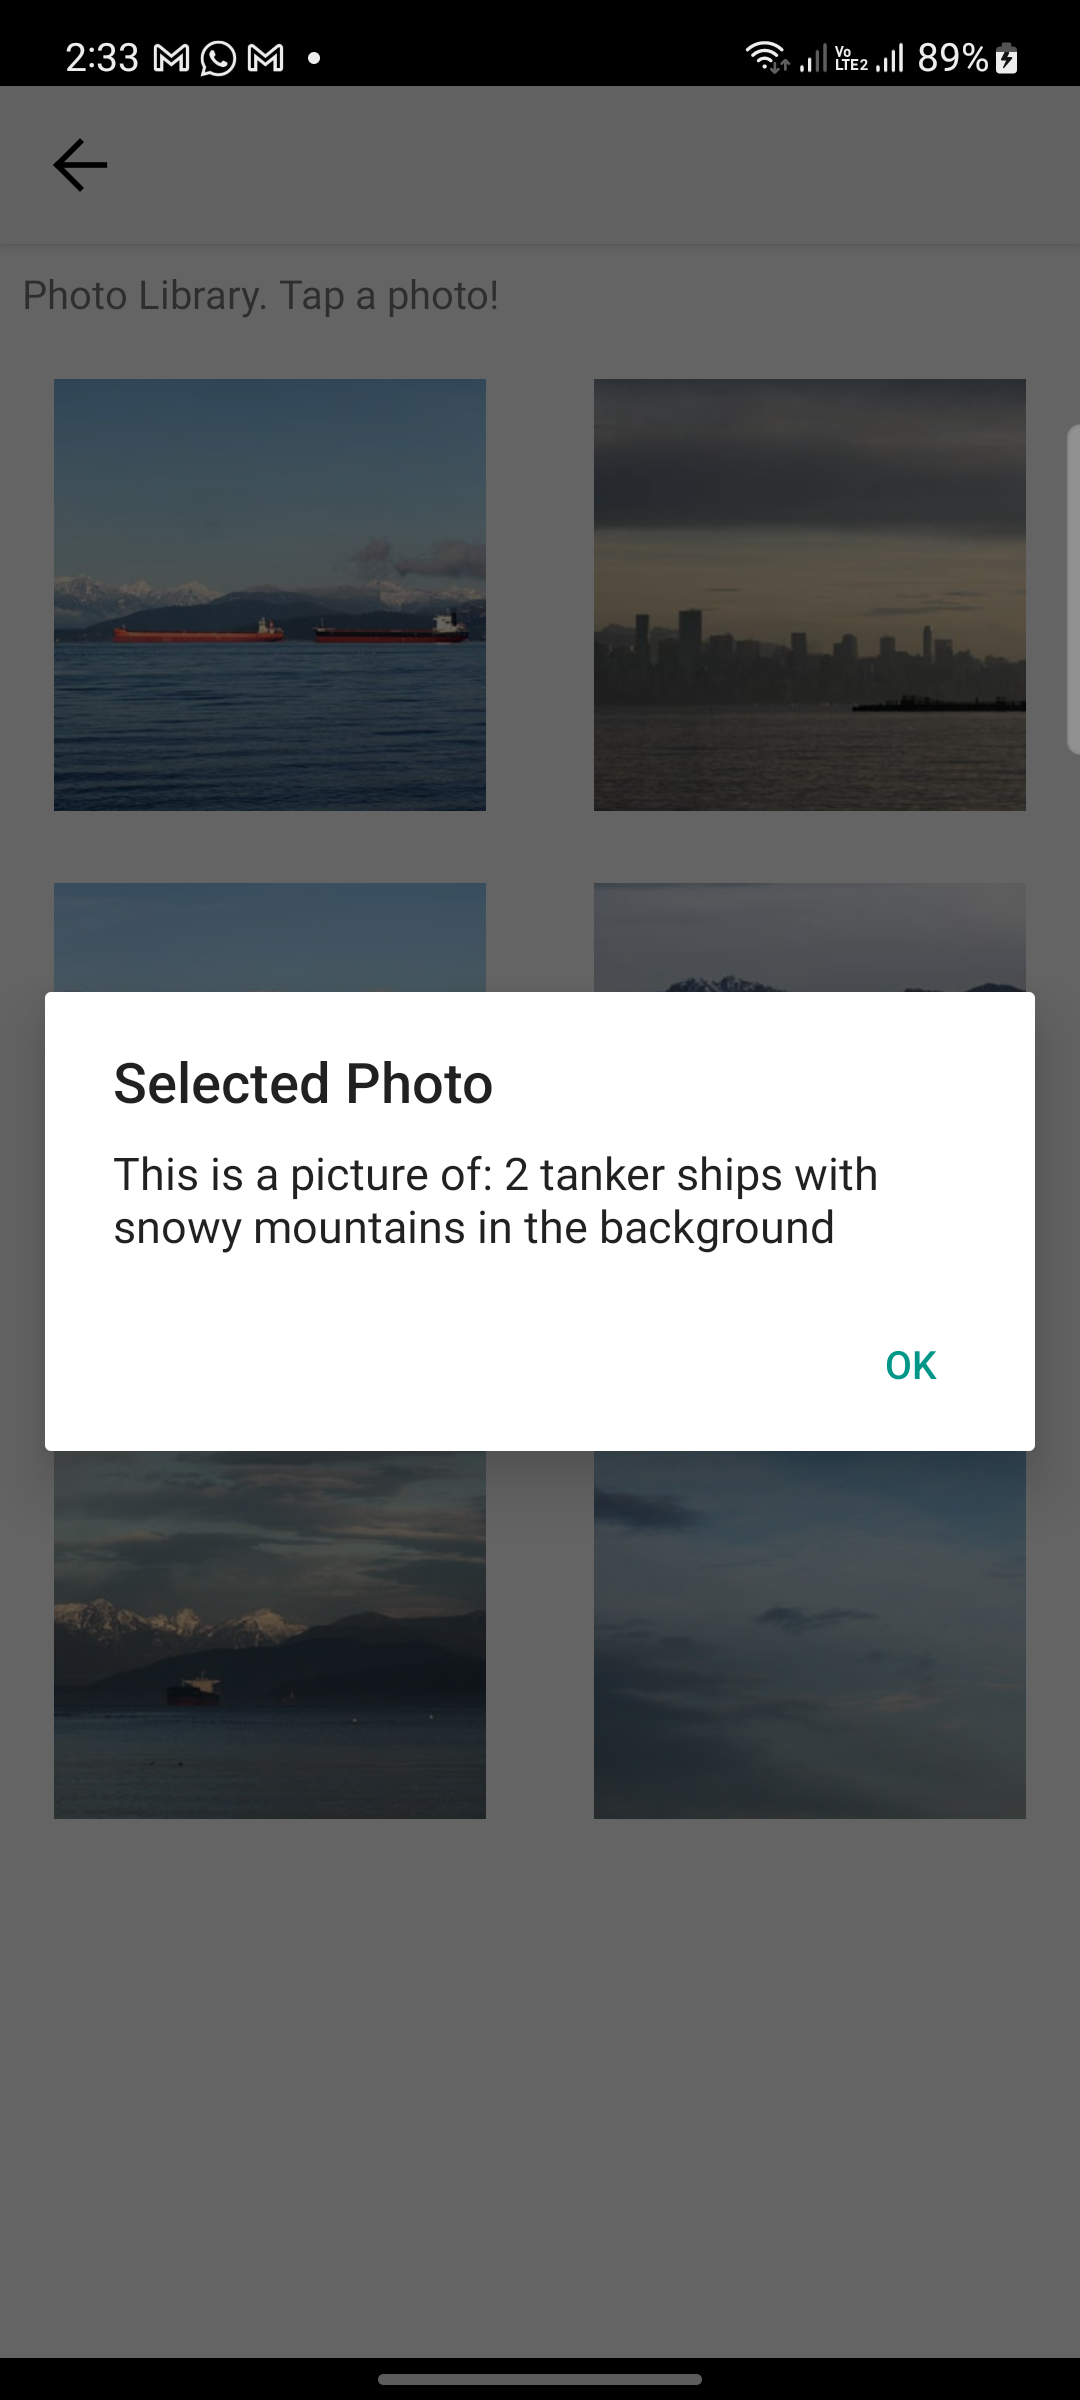 2:33
Vo
LTE2
89%
Photo Library. Tap a photo!
Selected Photo
This is a picture of: 2 tanker ships with
snowy mountains in the background
OK